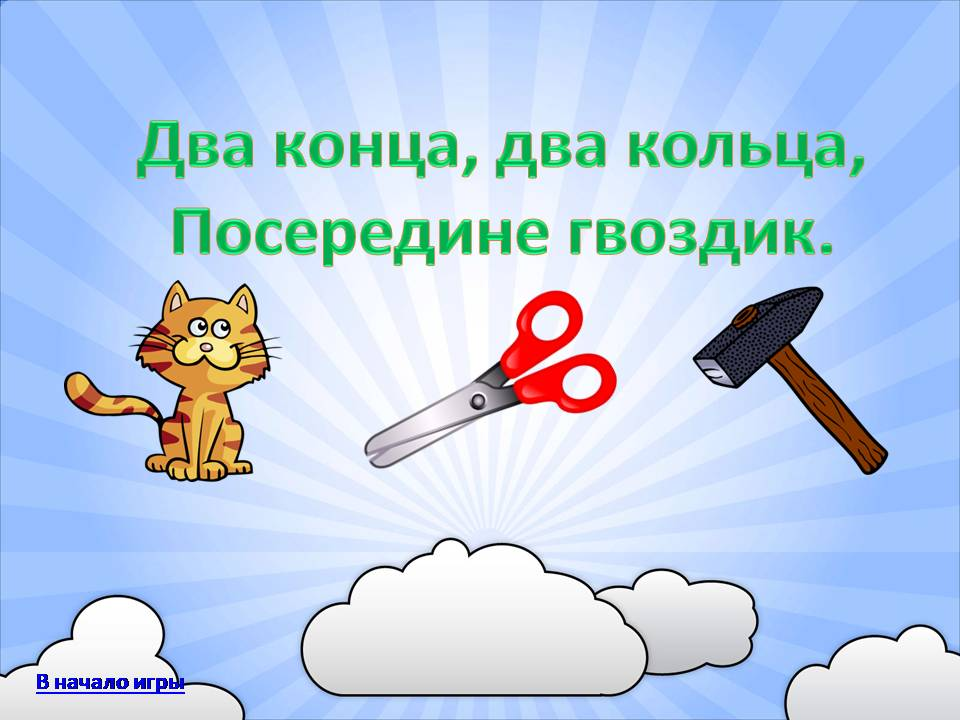 Два конца, два кольца,
Посередине гвоздик.
В начало игры